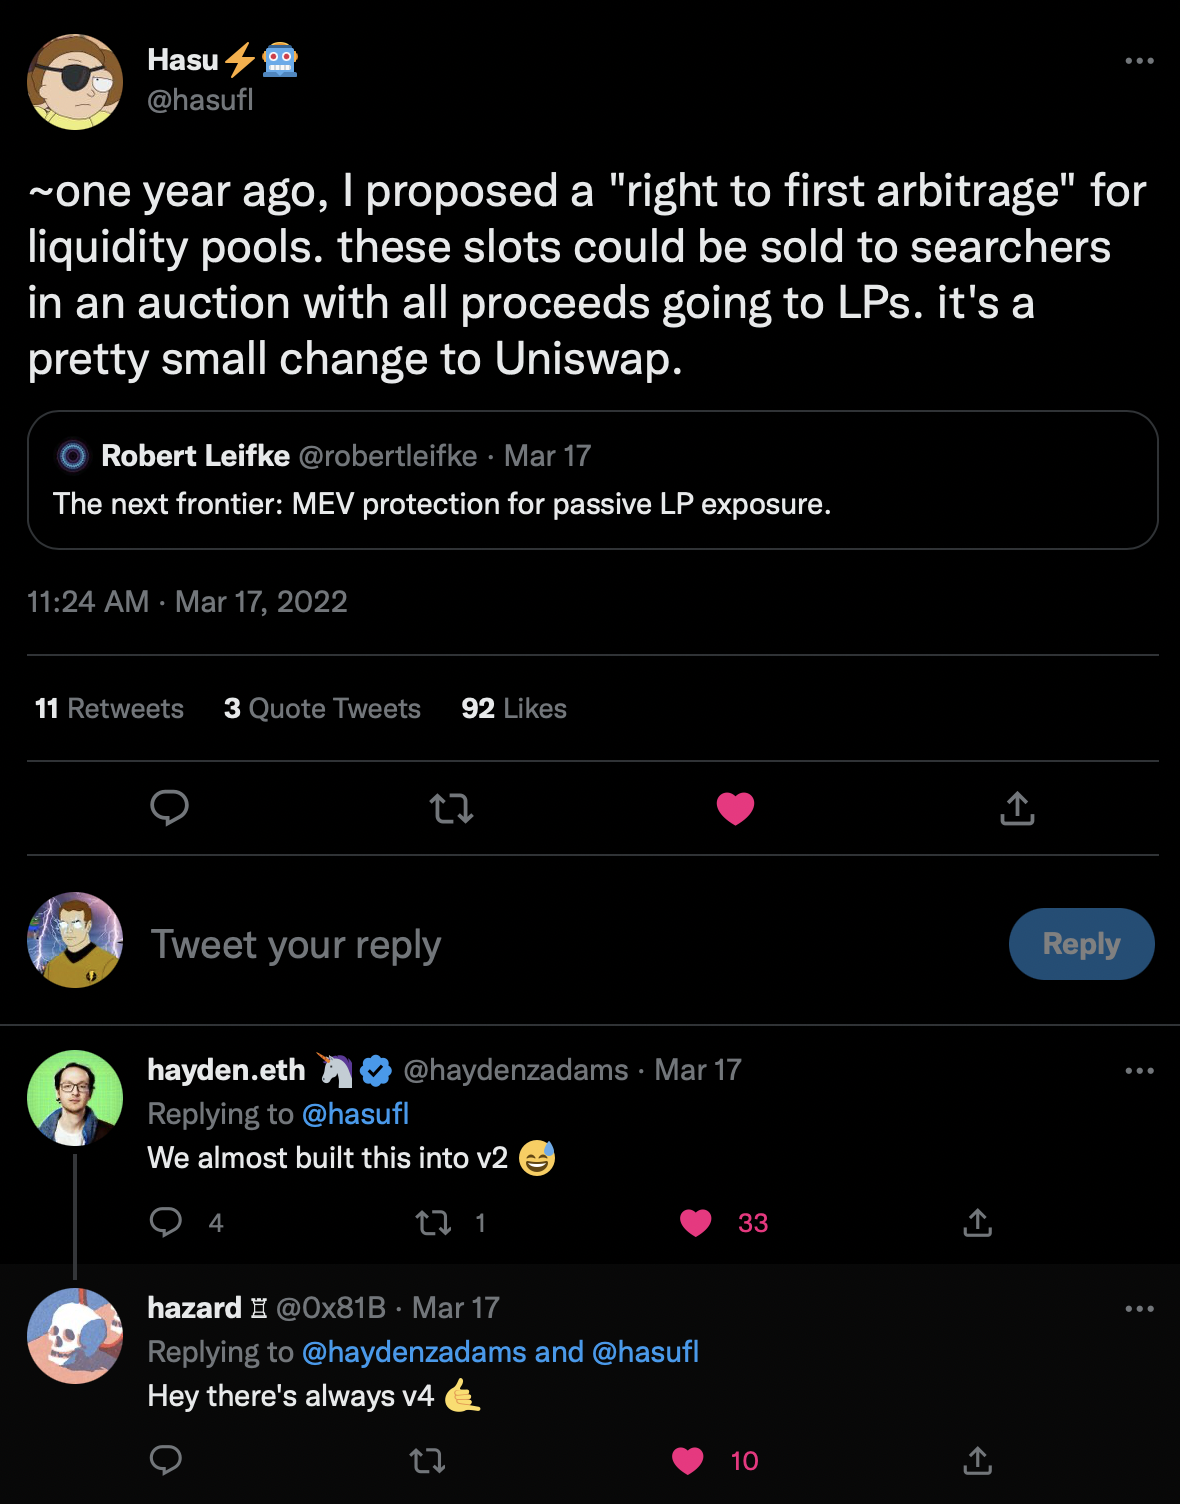 Hasu⚡🤖
@hasufl
~one year ago, I proposed a "right to first arbitrage" for
liquidity pools. these slots could be sold to searchers
in an auction with all proceeds going to LPs. it's a
pretty small change to Uniswap.
Robert Leifke @robertleifke · Mar 17
The next frontier: MEV protection for passive LP exposure.
11:24 AM · Mar 17, 2022
11 Retweets 3 Quote Tweets 92 Likes
Tweet your reply
Reply
hayden.eth 🦄 @haydenzadams · Mar 17
Replying to @hasufl
We almost built this into v2 😅
4 1 33
hazard ♖ @0x81B · Mar 17
Replying to @haydenzadams and @hasufl
Hey there's always v4 🤙
10